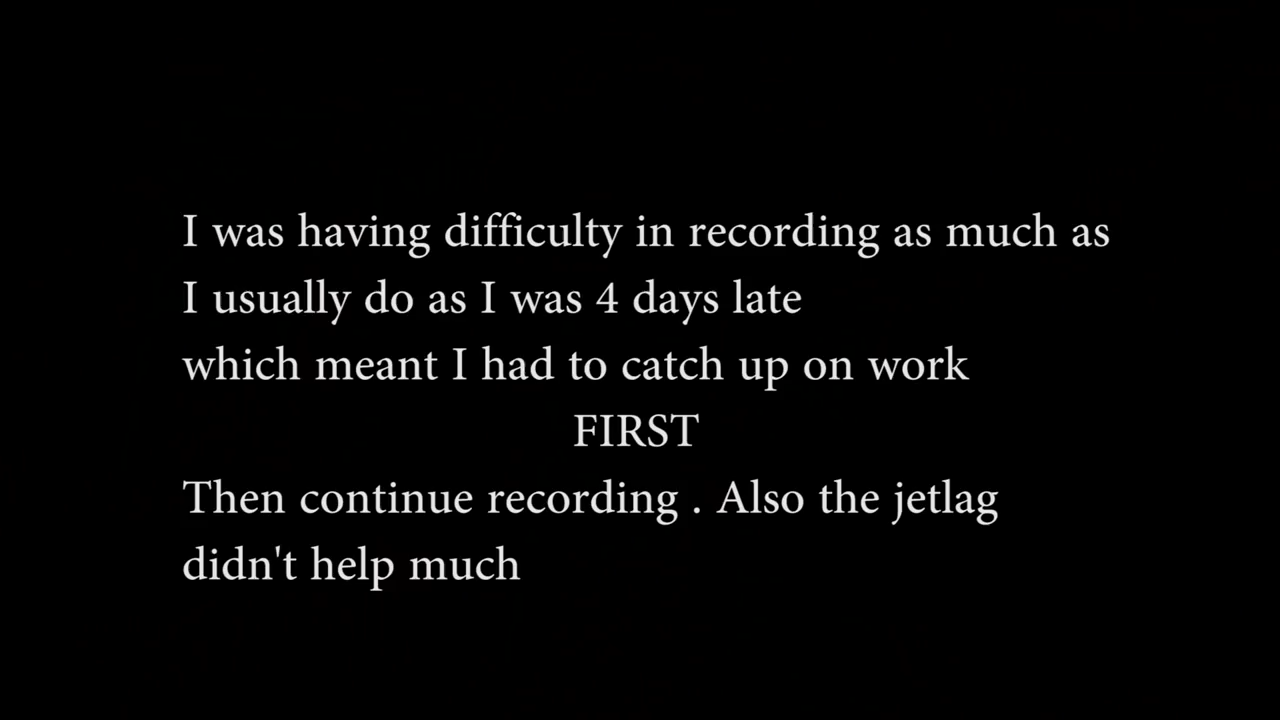 I was having difficulty in recording as much as
I usually do as I was 4 days late
which meant I had to catch up on work
FIRST
Then continue recording . Also the jetlag
didn't help much